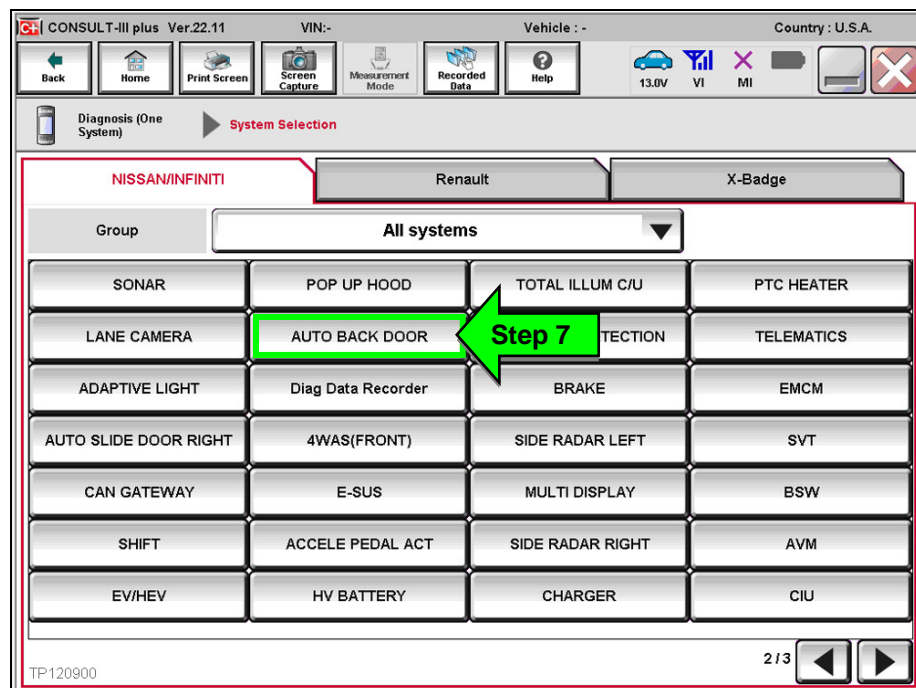 C+ CONSULT-III plus Ver.22.11 VIN:- Vehicle : - Country : U.S.A.
Back Home Print Screen Screen Capture Measurement Mode Recorded Data Help 13.0V VI MI
Diagnosis (One System) System Selection
NISSAN/INFINITI Renault X-Badge
Group All systems
SONAR POP UP HOOD TOTAL ILLUM C/U PTC HEATER
LANE CAMERA AUTO BACK DOOR Step 7 TECTION TELEMATICS
ADAPTIVE LIGHT Diag Data Recorder BRAKE EMCM
AUTO SLIDE DOOR RIGHT 4WAS(FRONT) SIDE RADAR LEFT SVT
CAN GATEWAY E-SUS MULTI DISPLAY BSW
SHIFT ACCELE PEDAL ACT SIDE RADAR RIGHT AVM
EV/HEV HV BATTERY CHARGER CIU
2/3
TP120900